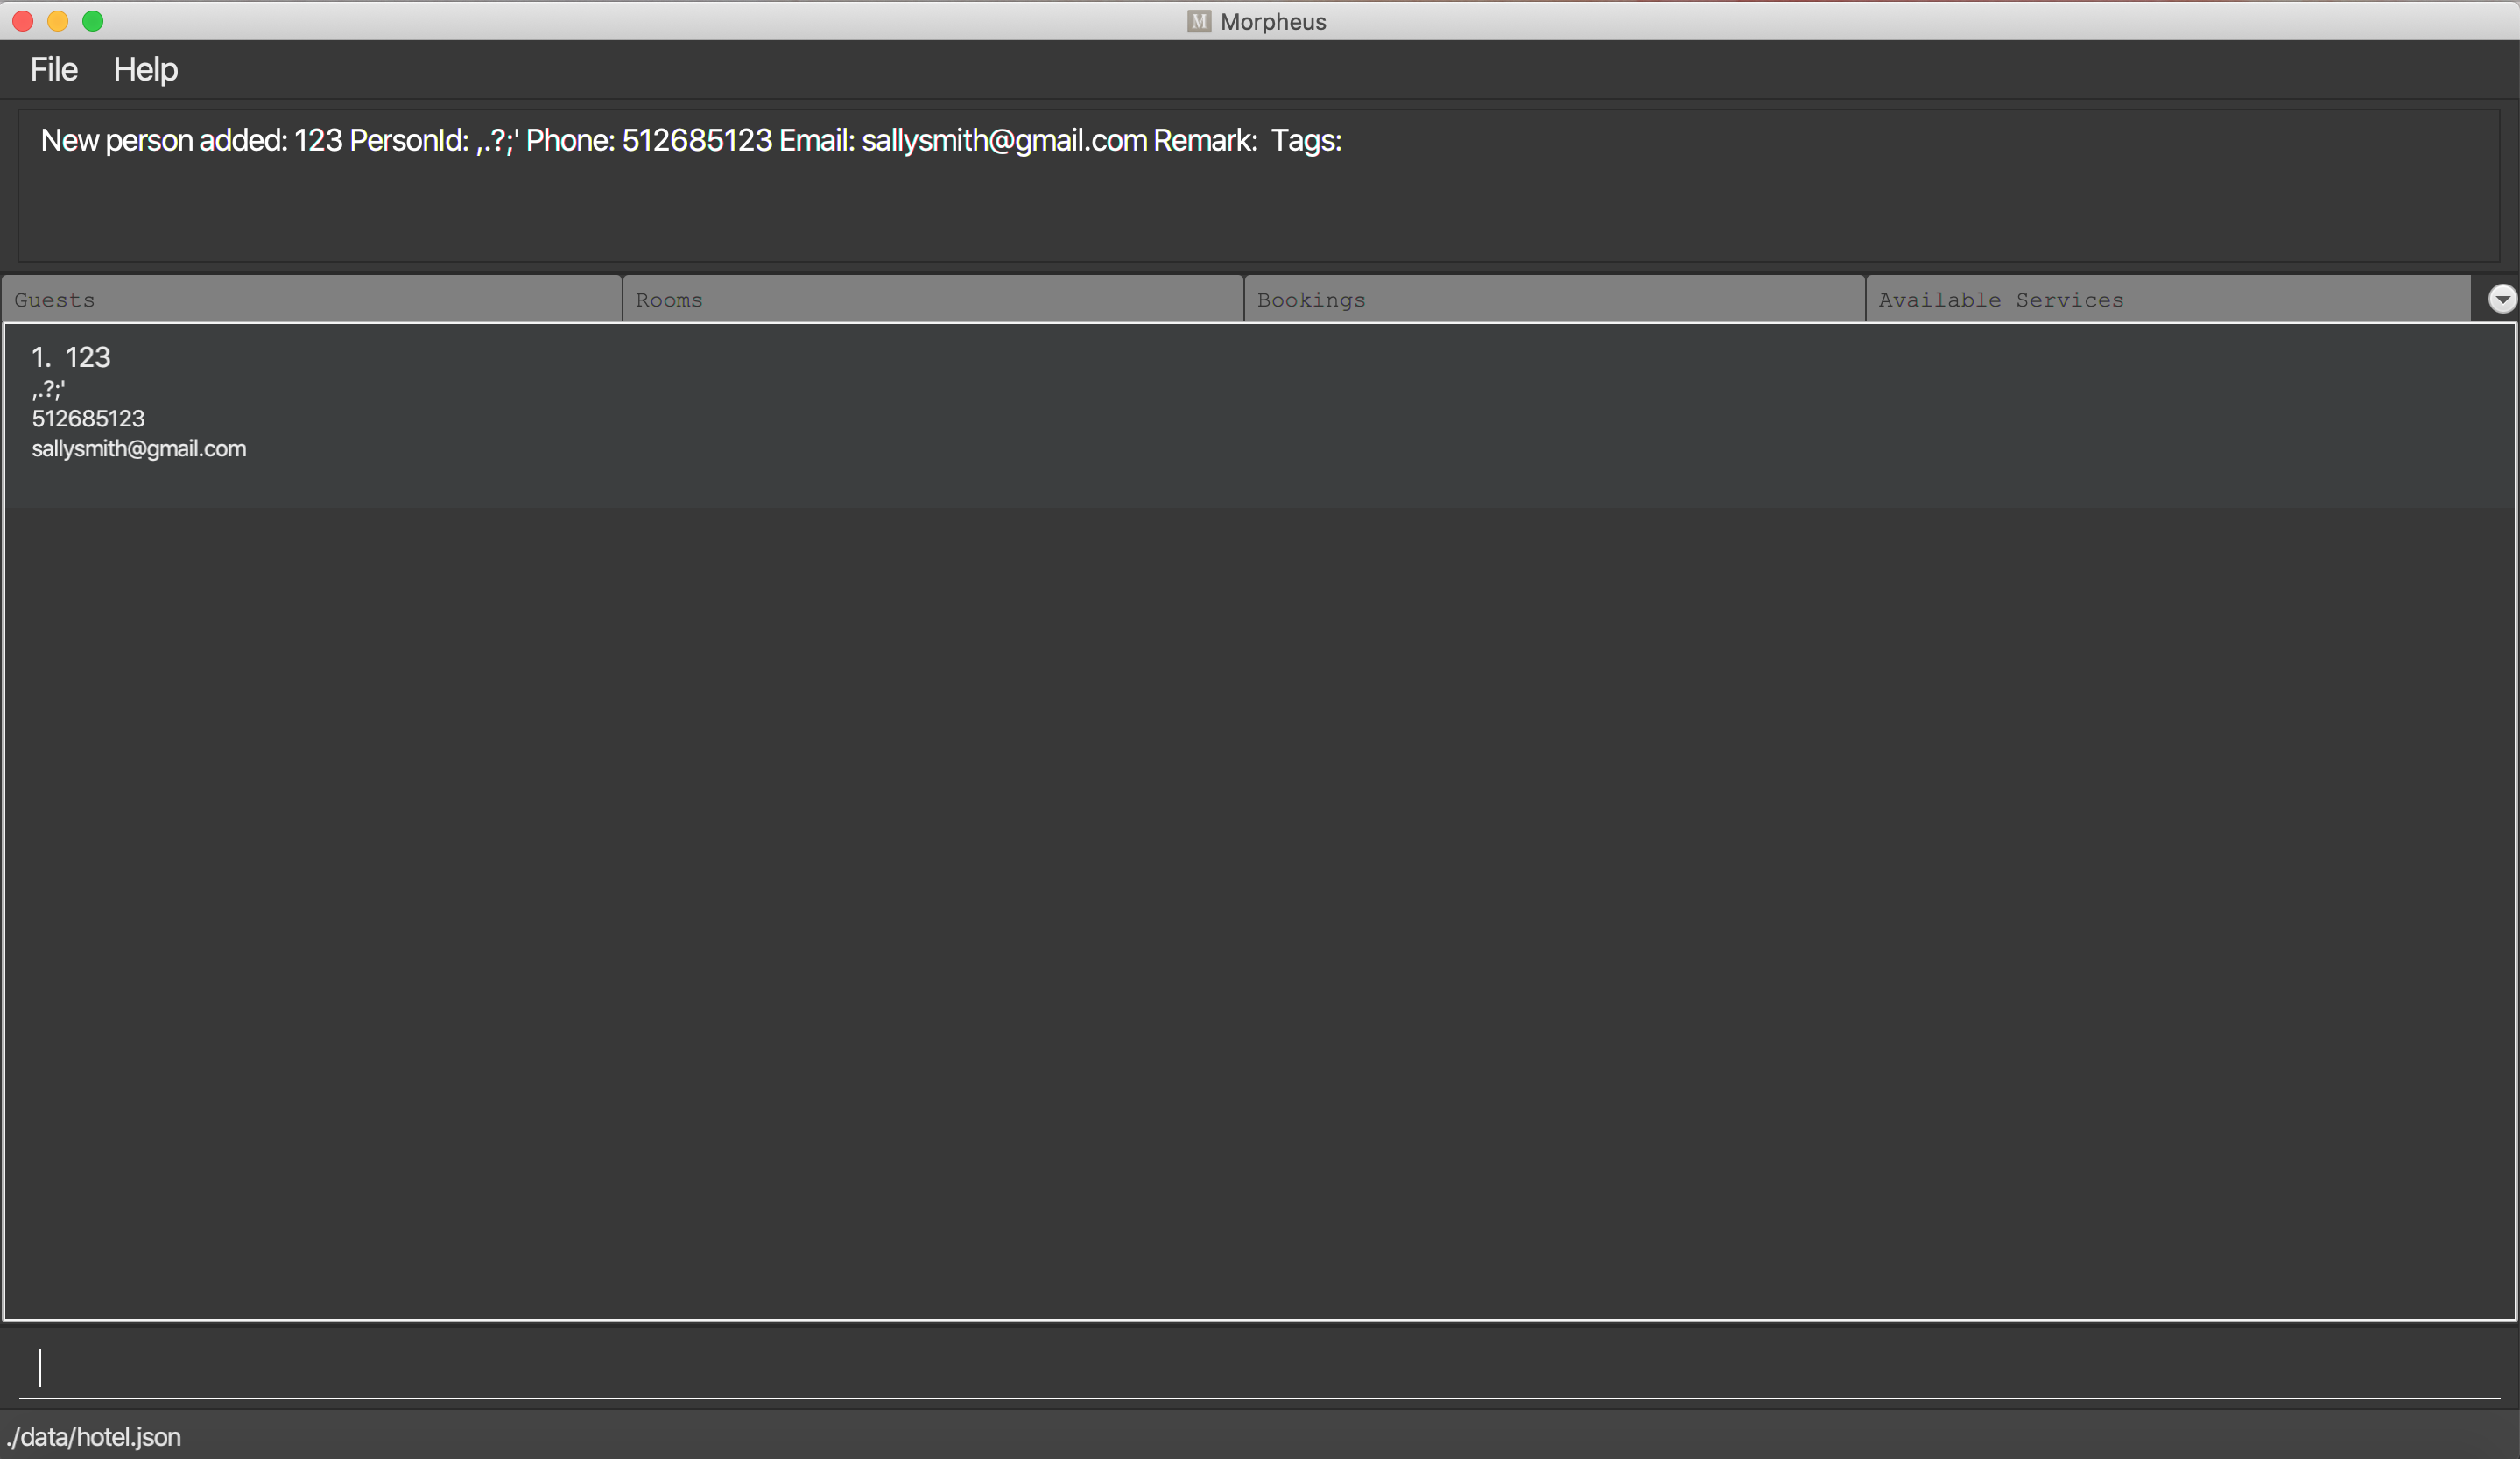 M Morpheus
File Help
New person added: 123 PersonId: ,.?;' Phone: 512685123 Email: sallysmith@gmail.com Remark:  Tags:
Guests Rooms Bookings Available Services
1. 123
,.?;'
512685123
sallysmith@gmail.com
./data/hotel.json